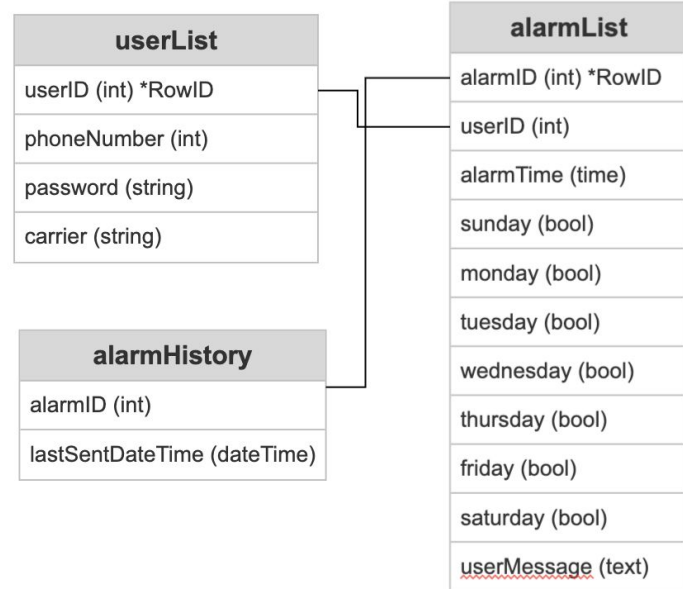 userList
userID (int) *RowID
phoneNumber (int)
password (string)
carrier (string)
alarmHistory
alarmID (int)
lastSentDateTime (dateTime)
alarmList
alarmID (int) *RowID
userID (int)
alarmTime (time)
sunday (bool)
monday (bool)
tuesday (bool)
wednesday (bool)
thursday (bool)
friday (bool)
saturday (bool)
userMessage (text)